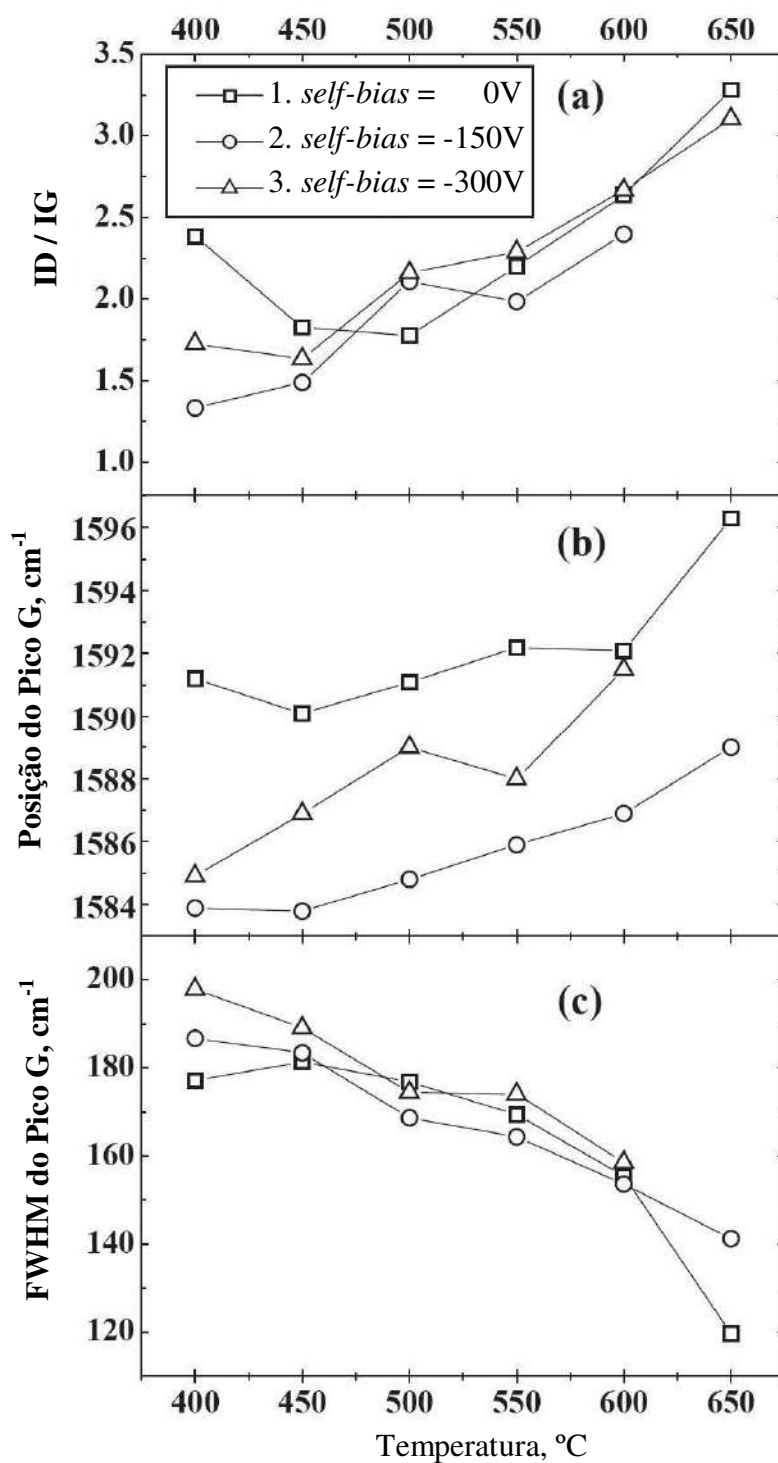 400 450 500 550 600 650
3.5
3.0
2.5
2.0
1.5
1.0
ID / IG
1. self-bias = 0V
2. self-bias = -150V
3. self-bias = -300V
(a)
1596
1594
1592
1590
1588
1586
1584
Posição do Pico G, cm-1
(b)
200
180
160
140
120
FWHM do Pico G, cm-1
(c)
400 450 500 550 600 650
Temperatura, ºC